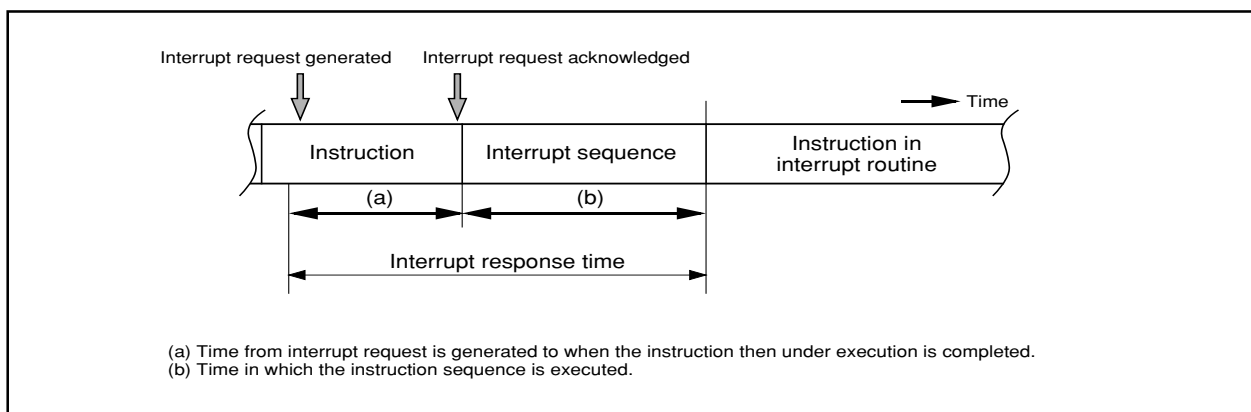 Interrupt request generated
Interrupt request acknowledged
Time
Instruction
Interrupt sequence
Instruction in
interrupt routine
(a)
(b)
Interrupt response time
(a) Time from interrupt request is generated to when the instruction then under execution is completed.
(b) Time in which the instruction sequence is executed.